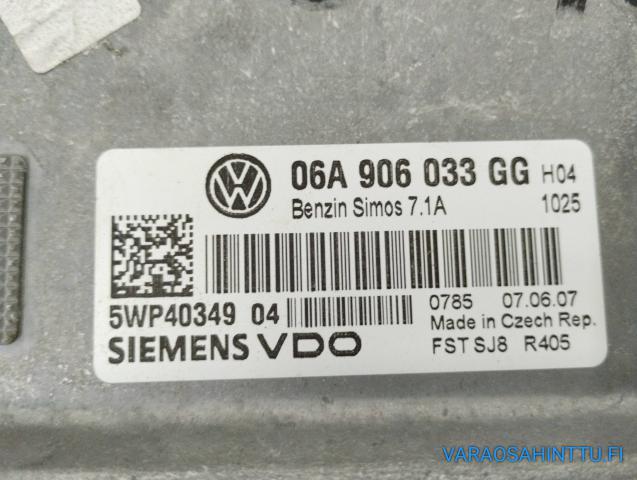 06A 906 033 GG H04
Benzin Simos 7.1A 1025
5WP40349 04 0785 07.06.07
Made in Czech Rep.
SIEMENS VDO FST SJ8 R405
VARAOSAHINTTU.FI